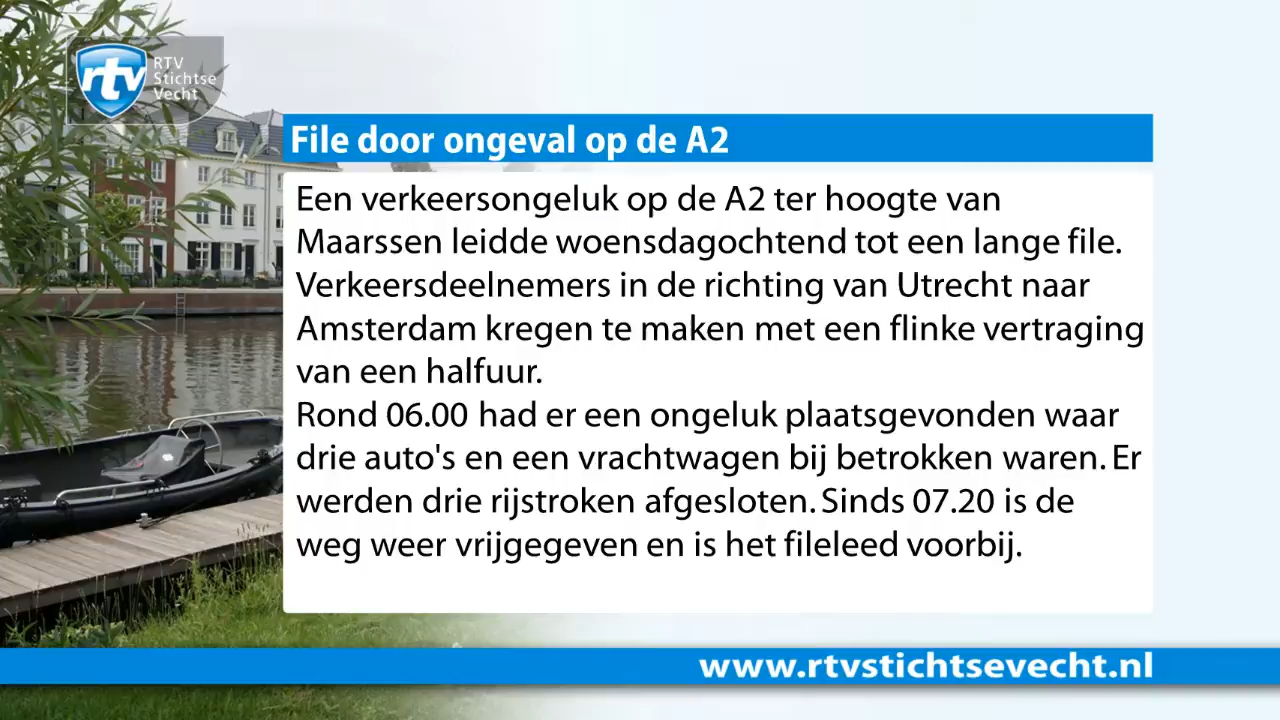 rtv
RTV
Stichtse
Vecht
File door ongeval op de A2
Een verkeersongeluk op de A2 ter hoogte van
Maarssen leidde woensdagochtend tot een lange file.
Verkeersdeelnemers in de richting van Utrecht naar
Amsterdam kregen te maken met een flinke vertraging
van een halfuur.
Rond 06.00 had er een ongeluk plaatsgevonden waar
drie auto's en een vrachtwagen bij betrokken waren. Er
werden drie rijstroken afgesloten. Sinds 07.20 is de
weg weer vrijgegeven en is het fileleed voorbij.
www.rtvstichtsevecht.nl